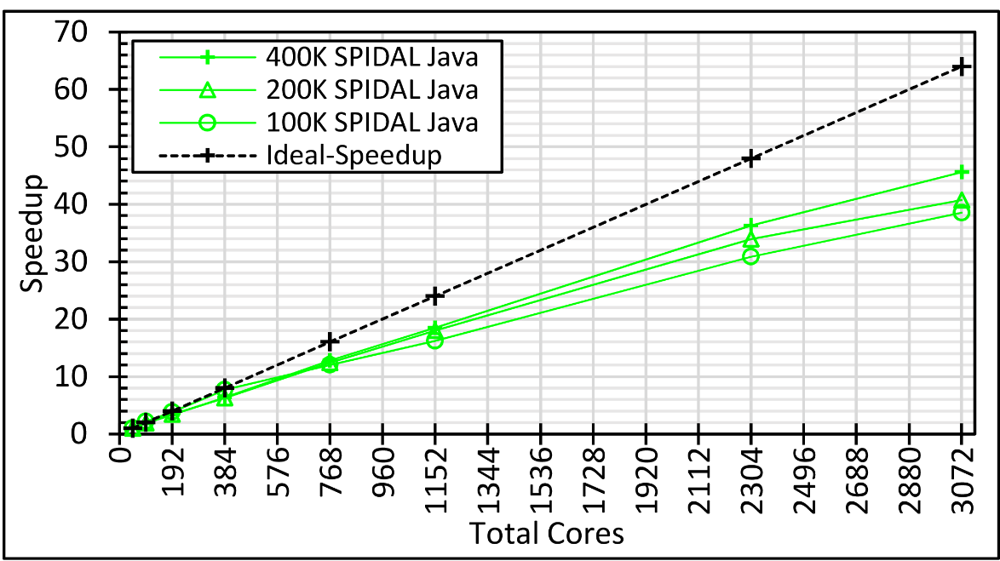 400K SPIDAL Java
200K SPIDAL Java
100K SPIDAL Java
Ideal-Speedup
Speedup
70
60
50
40
30
20
10
0
0 192 384 576 768 960 1152 1344 1536 1728 1920 2112 2304 2496 2688 2880 3072
Total Cores